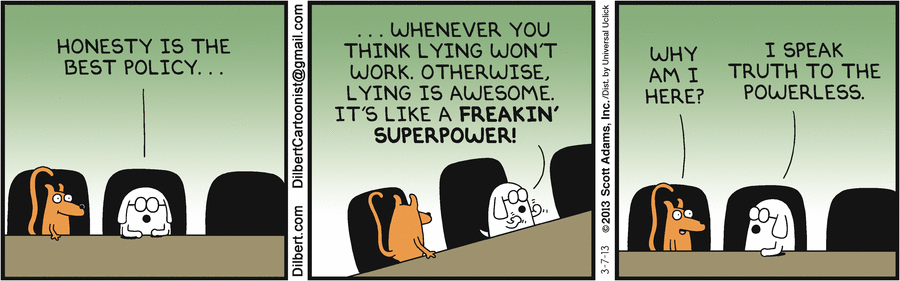 HONESTY IS THE
BEST POLICY...
Dilbert.com DilbertCartoonist@gmail.com
...WHENEVER YOU
THINK LYING WON'T
WORK. OTHERWISE,
LYING IS AWESOME.
IT'S LIKE A FREAKIN'
SUPERPOWER!
3-7-13 ©2013 Scott Adams, Inc. /Dist. by Universal Uclick
WHY
AM I
HERE?
I SPEAK
TRUTH TO THE
POWERLESS.